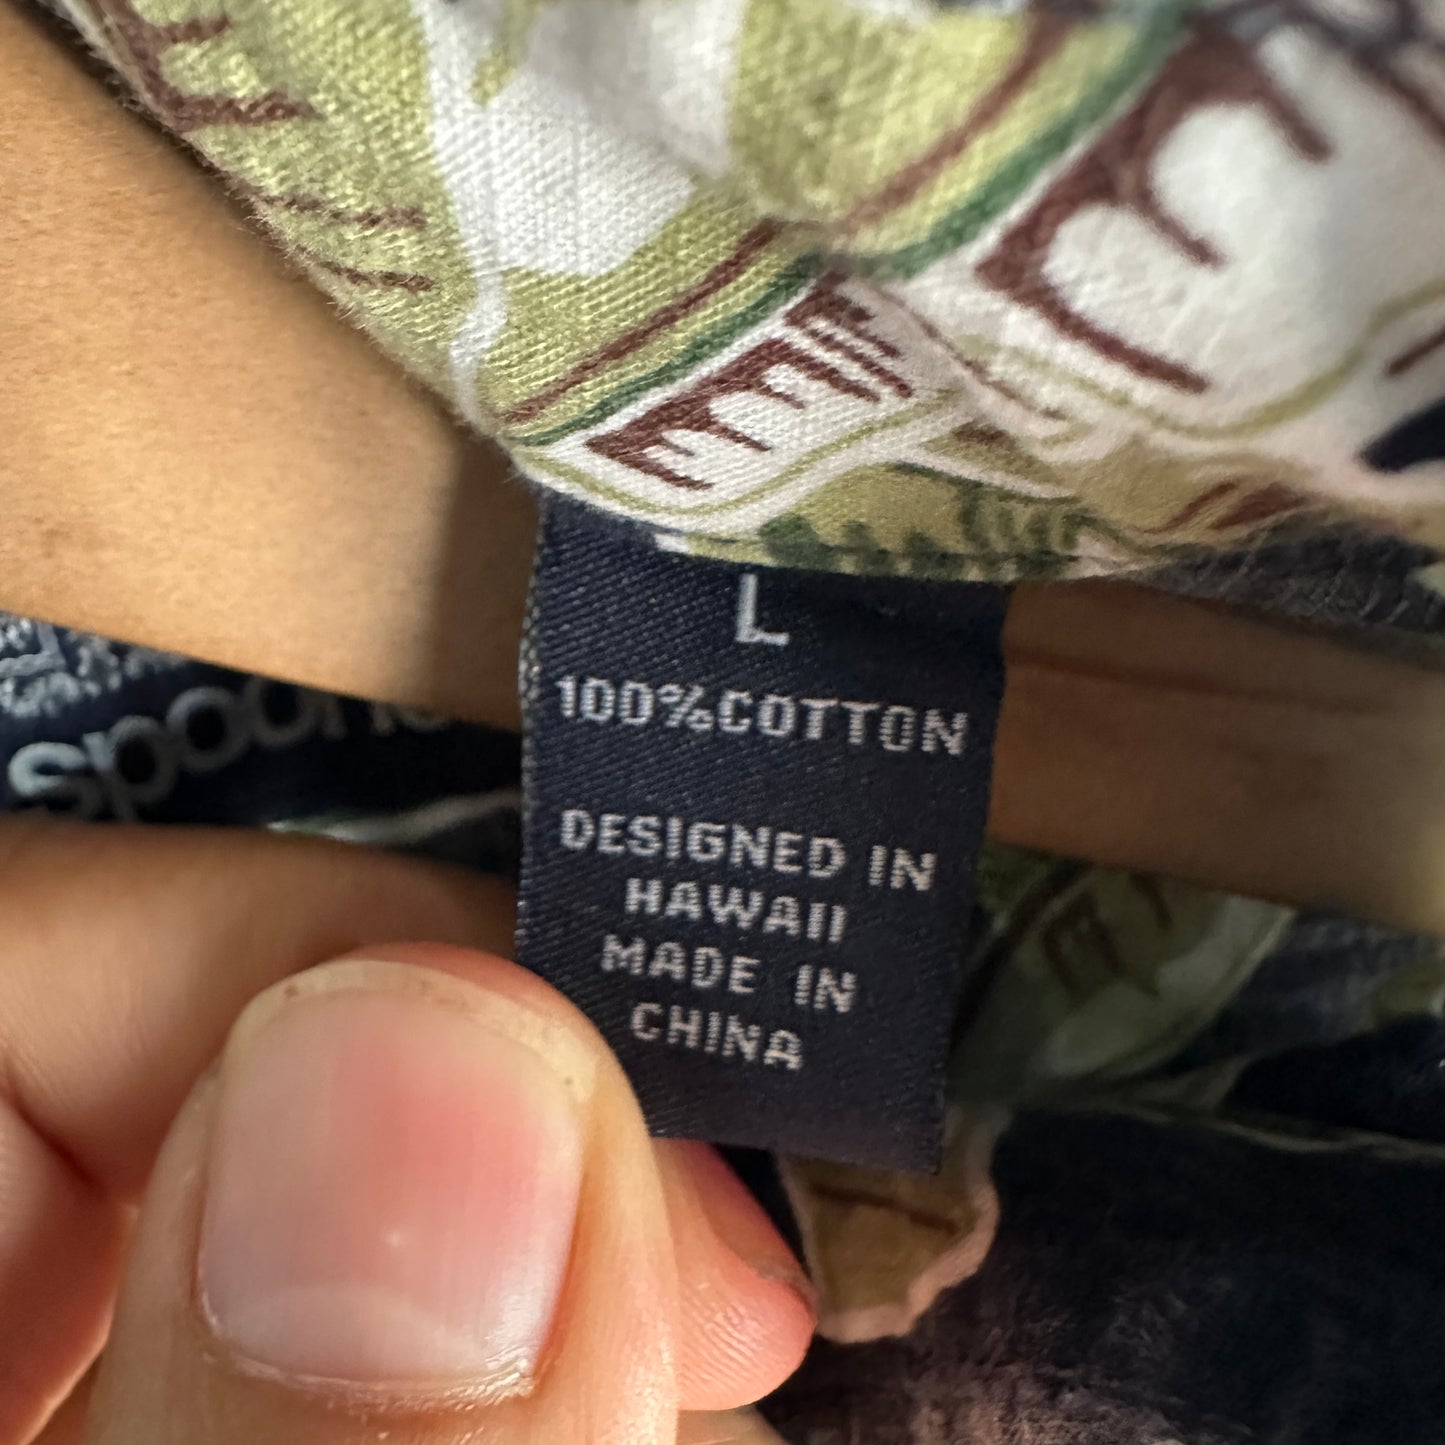 L
100%COTTON
DESIGNED IN
HAWAII
MADE IN
CHINA